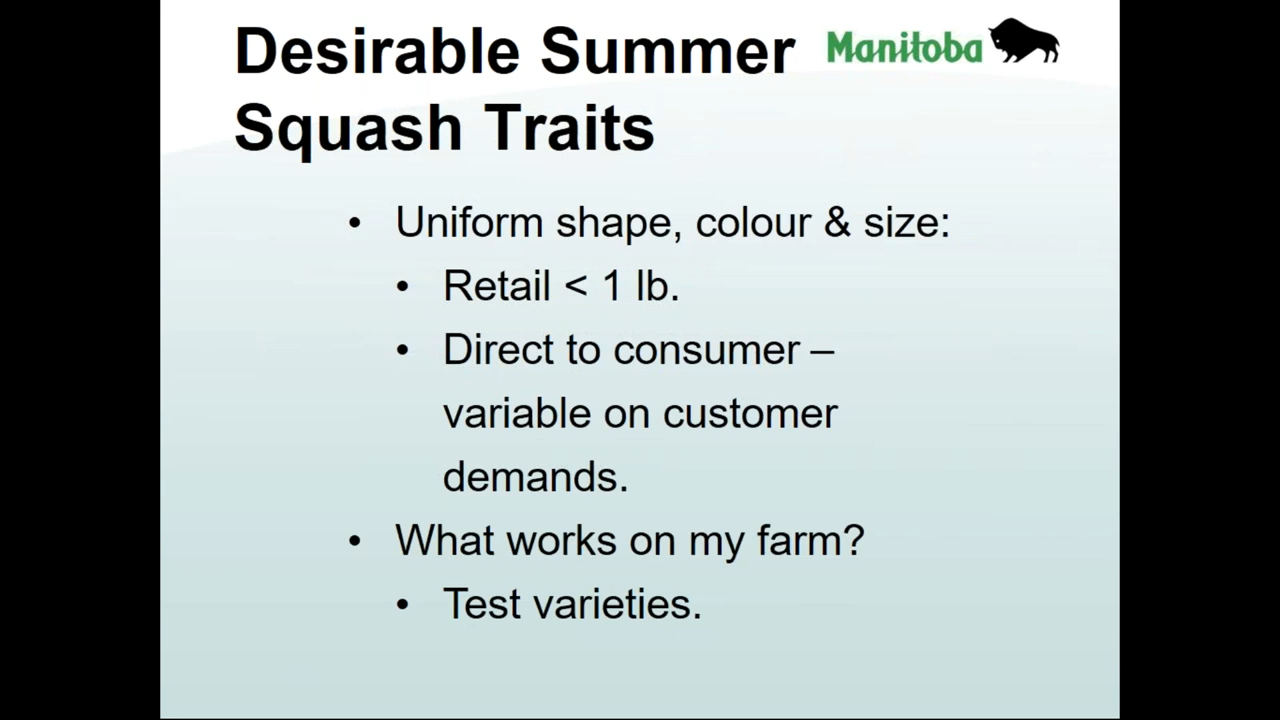 Desirable Summer
Squash Traits
Manitoba
• Uniform shape, colour & size:
• Retail < 1 lb.
• Direct to consumer –
variable on customer
demands.
• What works on my farm?
• Test varieties.